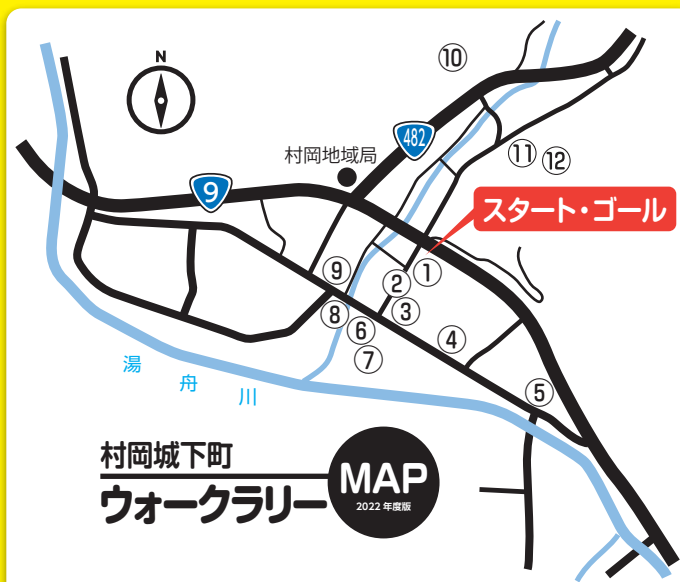 N
⑩
482
村岡地域局
⑪
⑫
9
スタート・ゴール
①
⑨
②
③
⑧
⑥
④
⑦
⑤
湯舟川
村岡城下町
ウォークラリー
MAP
2022 年度版